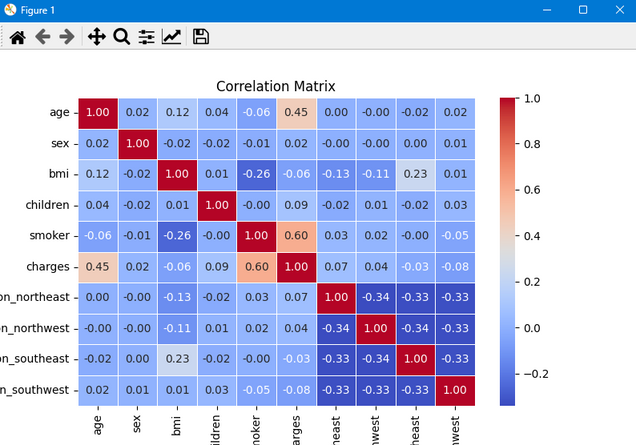 Figure 1
Correlation Matrix
age 1.00 0.02 0.12 0.04 -0.06 0.45 0.00 -0.00 -0.02 0.02
sex 0.02 1.00 -0.02 -0.02 -0.01 0.02 -0.00 -0.00 0.00 0.01
bmi 0.12 -0.02 1.00 0.01 -0.26 -0.06 -0.13 -0.11 0.23 0.01
children 0.04 -0.02 0.01 1.00 -0.00 0.09 -0.02 0.01 -0.02 0.03
smoker -0.06 -0.01 -0.26 -0.00 1.00 0.60 0.03 0.02 -0.00 -0.05
charges 0.45 0.02 -0.06 0.09 0.60 1.00 0.07 0.04 -0.03 -0.08
on_northeast 0.00 -0.00 -0.13 -0.02 0.03 0.07 1.00 -0.34 -0.33 -0.33
n_northwest -0.00 -0.00 -0.11 0.01 0.02 0.04 -0.34 1.00 -0.34 -0.33
on_southeast -0.02 0.00 0.23 -0.02 -0.00 -0.03 -0.33 -0.34 1.00 -0.33
n_southwest 0.02 0.01 0.01 0.03 -0.05 -0.08 -0.33 -0.33 -0.33 1.00
age sex bmi ildren noker arges heast nwest heast nwest
1.0
0.8
0.6
0.4
0.2
0.0
−0.2